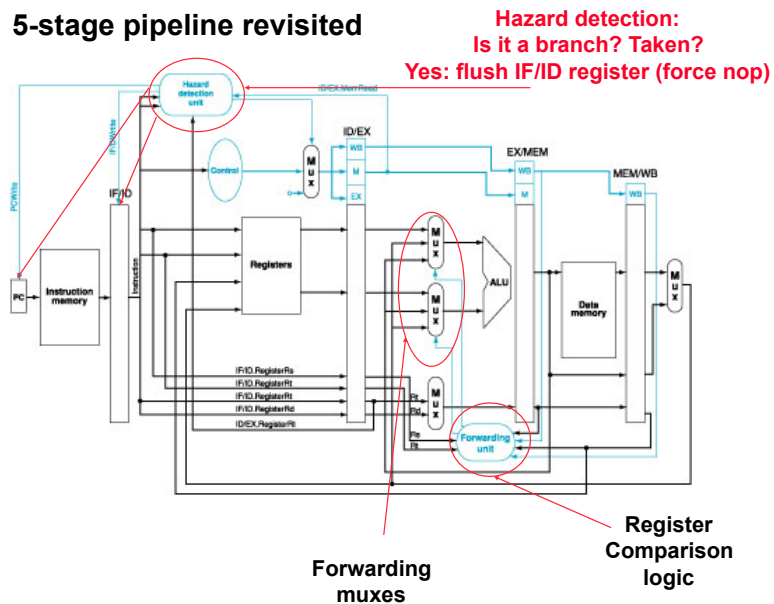 5-stage pipeline revisited
Hazard detection:
Is it a branch? Taken?
Yes: flush IF/ID register (force nop)
Hazard
detection
unit
ID/EX.MemRead
IF/IDWrite
PCWrite
IF/ID
Control
0
M
u
x
ID/EX
WB
M
EX
EX/MEM
WB
M
MEM/WB
WB
PC
Instruction
memory
Instruction
Registers
M
u
x
M
u
x
ALU
Data
memory
M
u
x
IF/ID.RegisterRs
IF/ID.RegisterRt
IF/ID.RegisterRt
IF/ID.RegisterRd
ID/EX.RegisterRt
Rt
Rd
M
u
x
Rs
Rt
Forwarding
unit
Forwarding
muxes
Register
Comparison
logic